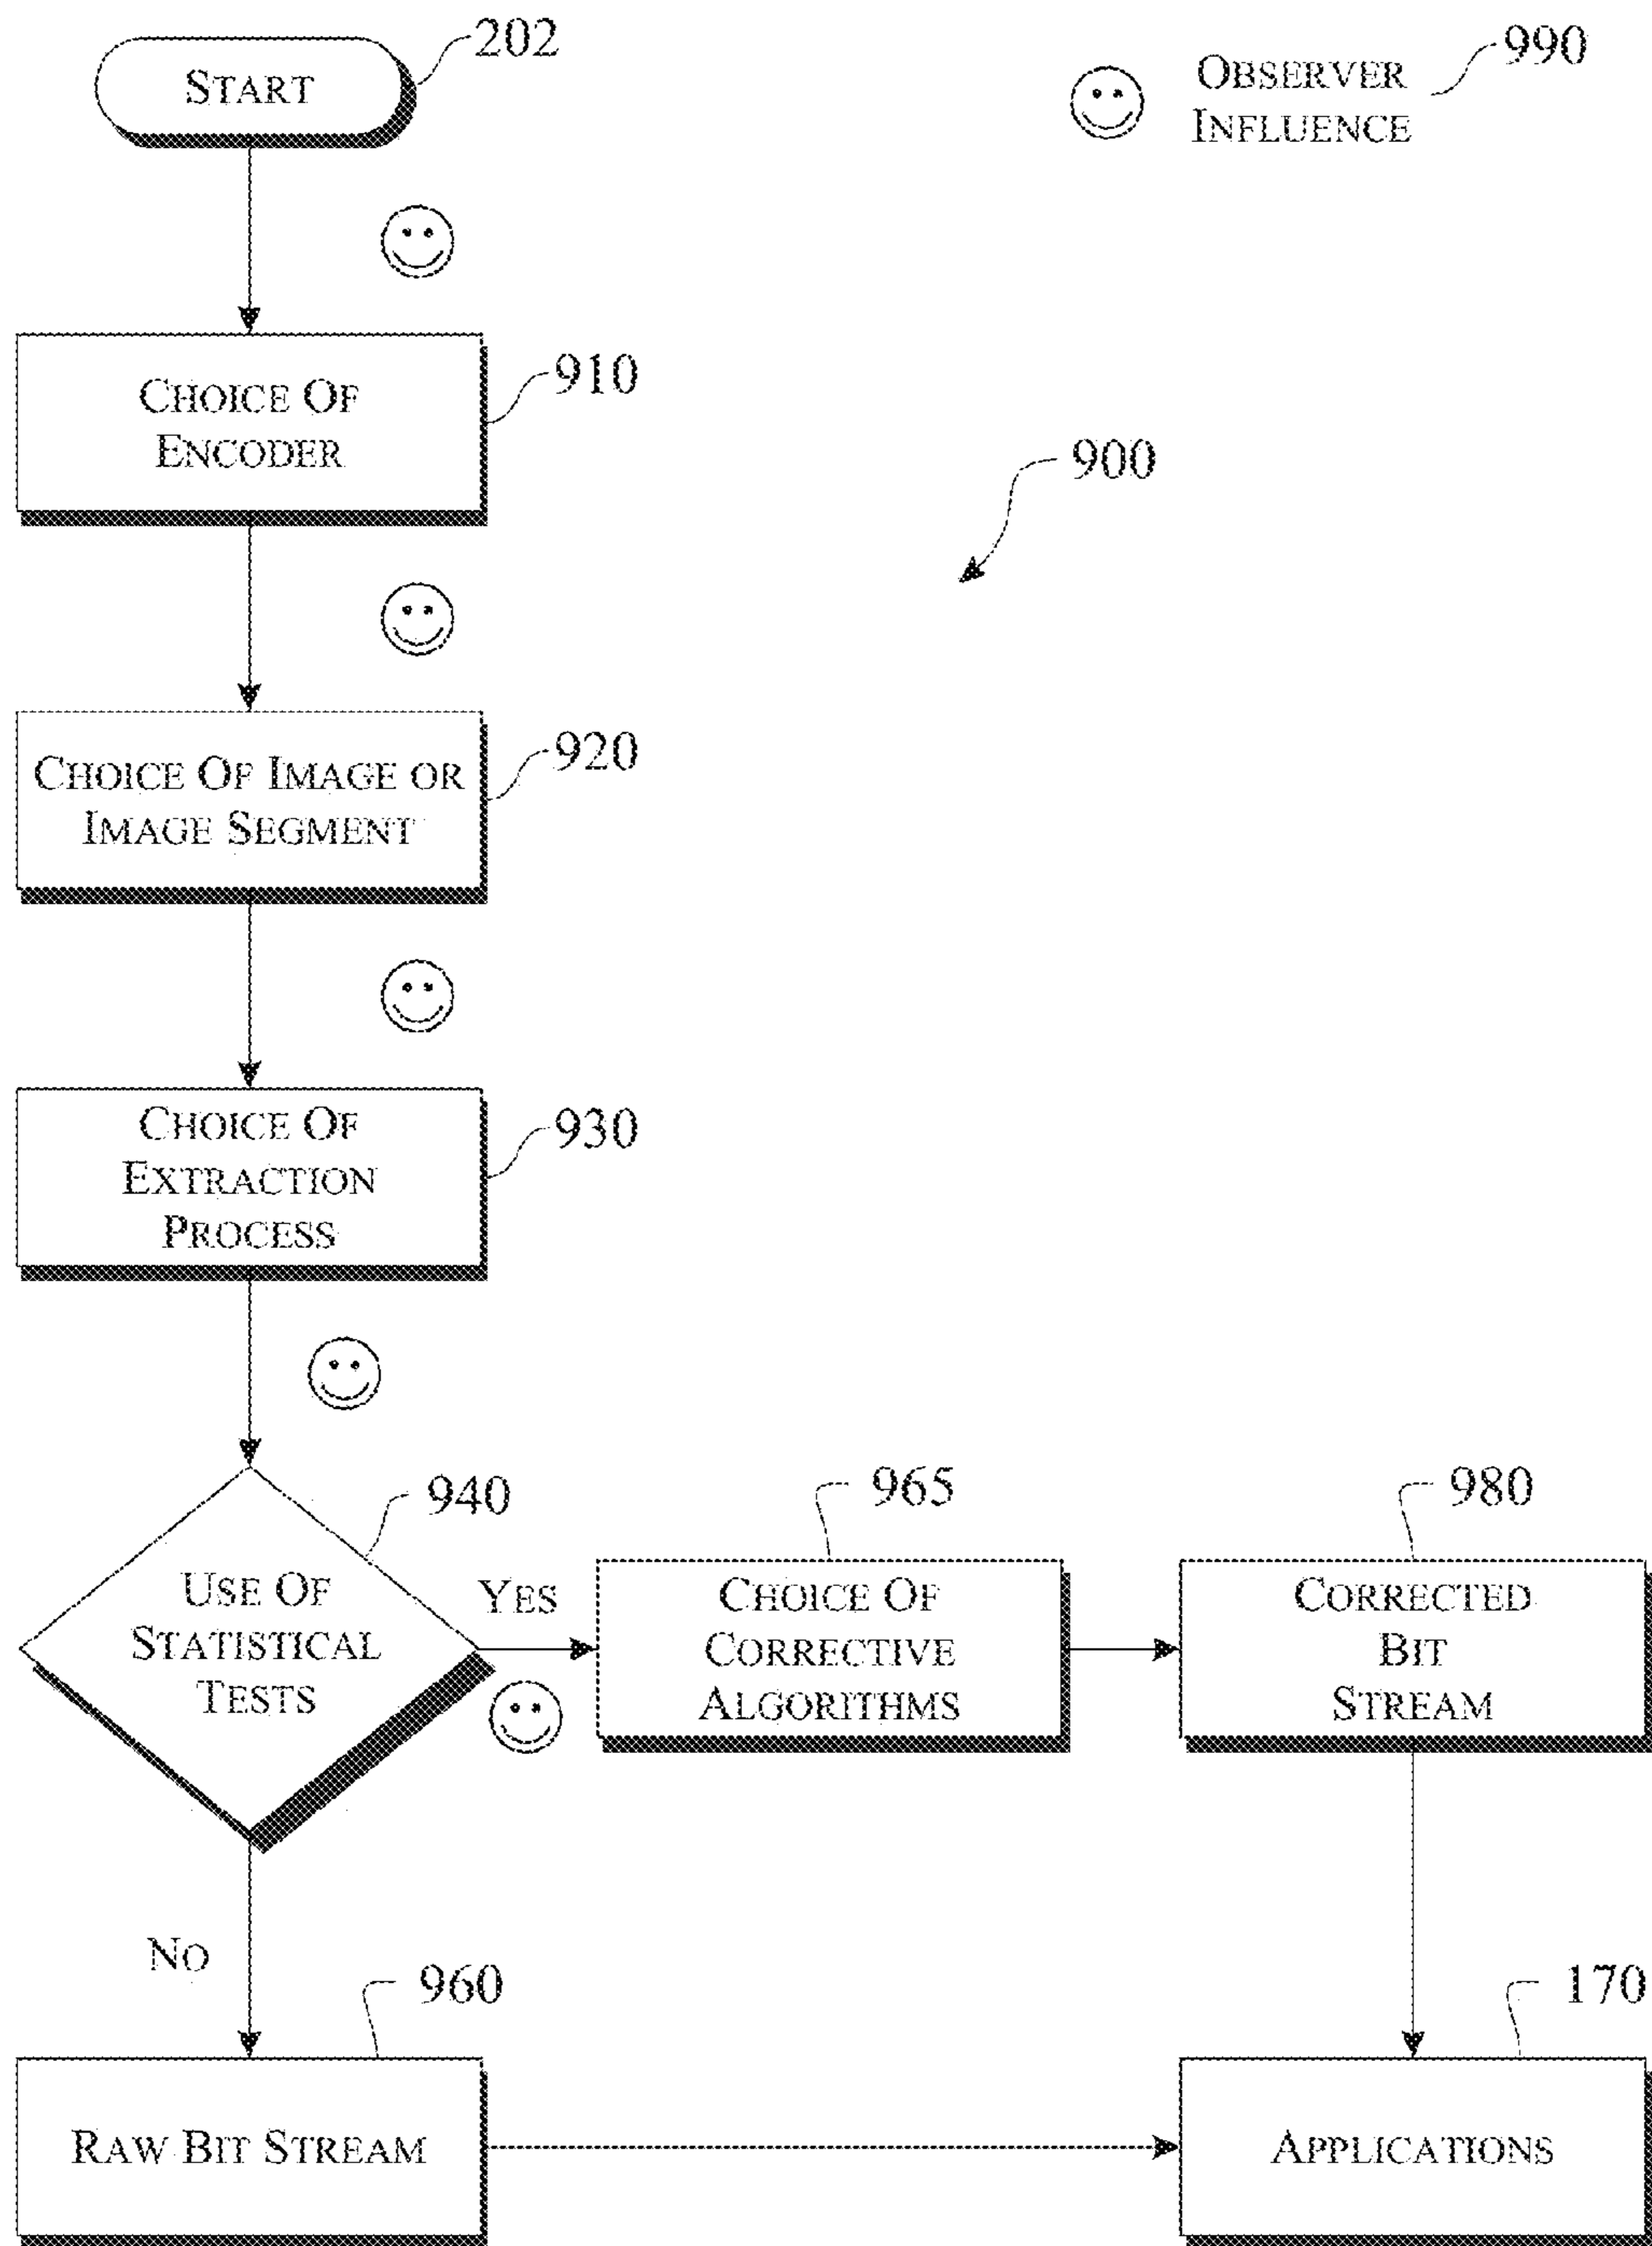 START
202
OBSERVER
INFLUENCE
990
CHOICE OF
ENCODER
910
900
CHOICE OF IMAGE OR
IMAGE SEGMENT
920
CHOICE OF
EXTRACTION
PROCESS
930
USE OF
STATISTICAL
TESTS
940
YES
CHOICE OF
CORRECTIVE
ALGORITHMS
965
CORRECTED
BIT
STREAM
980
NO
RAW BIT STREAM
960
APPLICATIONS
170